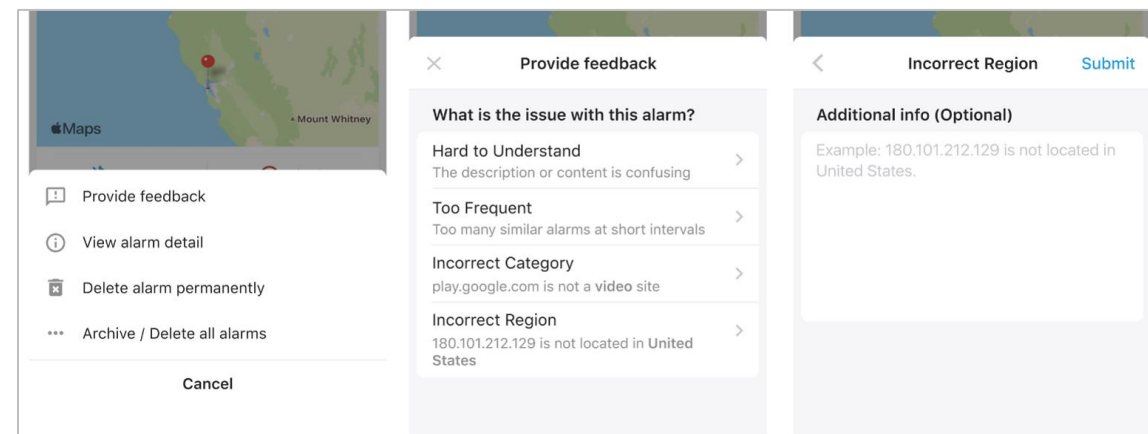 Maps
Mount Whitney
Provide feedback
View alarm detail
Delete alarm permanently
Archive / Delete all alarms
Cancel
Provide feedback
What is the issue with this alarm?
Hard to Understand
The description or content is confusing
Too Frequent
Too many similar alarms at short intervals
Incorrect Category
play.google.com is not a video site
Incorrect Region
180.101.212.129 is not located in United
States
Incorrect Region
Submit
Additional info (Optional)
Example: 180.101.212.129 is not located in
United States.